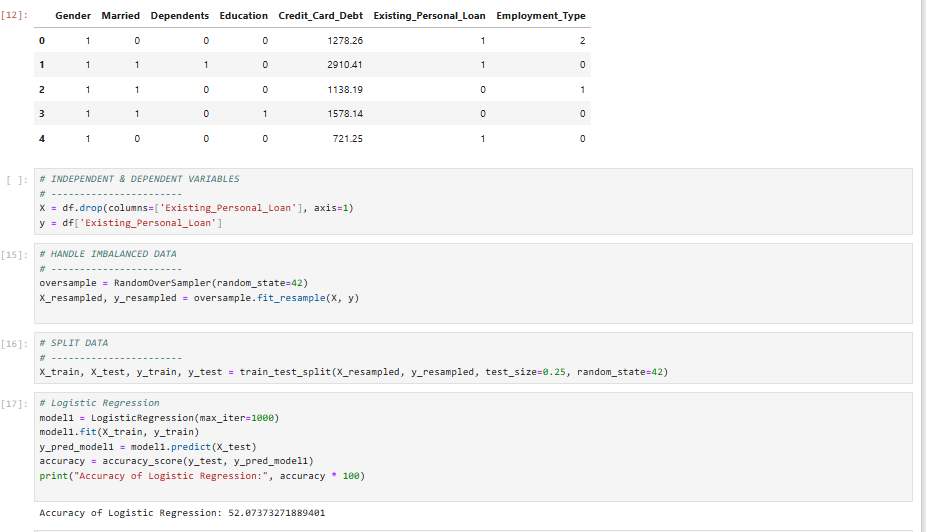 [12]: Gender Married Dependents Education Credit_Card_Debt Existing_Personal_Loan Employment_Type
0 1 0 0 0 1278.26 1 2
1 1 1 1 0 2910.41 1 0
2 1 1 0 0 1138.19 0 1
3 1 1 0 1 1578.14 0 0
4 1 0 0 0 721.25 1 0
[ ]: # INDEPENDENT & DEPENDENT VARIABLES
# -----------------------
X = df.drop(columns=['Existing_Personal_Loan'], axis=1)
y = df['Existing_Personal_Loan']
[15]: # HANDLE IMBALANCED DATA
# -----------------------
oversample = RandomOverSampler(random_state=42)
X_resampled, y_resampled = oversample.fit_resample(X, y)
[16]: # SPLIT DATA
# -----------------------
X_train, X_test, y_train, y_test = train_test_split(X_resampled, y_resampled, test_size=0.25, random_state=42)
[17]: # Logistic Regression
model1 = LogisticRegression(max_iter=1000)
model1.fit(X_train, y_train)
y_pred_model1 = model1.predict(X_test)
accuracy = accuracy_score(y_test, y_pred_model1)
print("Accuracy of Logistic Regression:", accuracy * 100)
Accuracy of Logistic Regression: 52.07373271889401